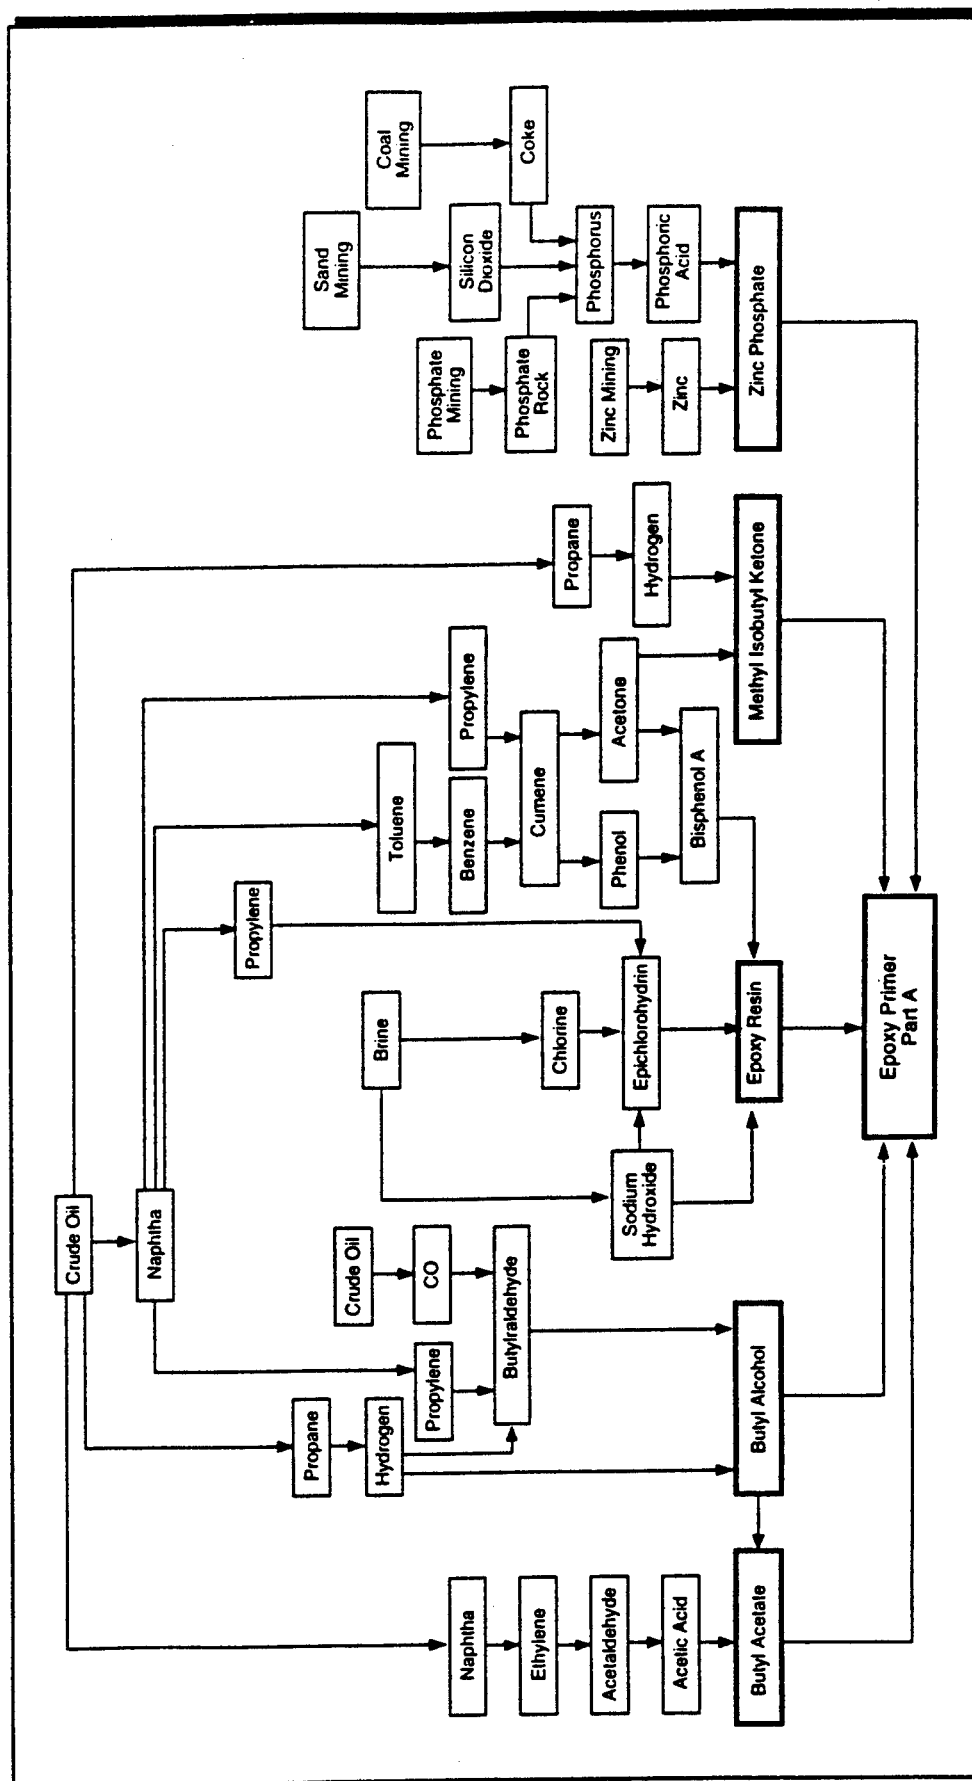 Crude Oil
Naphtha
Propylene
Propane
Hydrogen
Crude Oil
CO
Propylene
Butylraldehyde
Brine
Chlorine
Sodium
Hydroxide
Epichlorohydrin
Toluene
Benzene
Propylene
Cumene
Phenol
Acetone
Bisphenol A
Propane
Hydrogen
Sand
Mining
Coal
Mining
Silicon
Dioxide
Coke
Phosphate
Mining
Phosphate
Rock
Phosphorus
Zinc Mining
Zinc
Phosphoric
Acid
Naphtha
Ethylene
Acetaldehyde
Acetic Acid
Butyl Acetate
Butyl Alcohol
Epoxy Resin
Methyl Isobutyl Ketone
Zinc Phosphate
Epoxy Primer
Part A